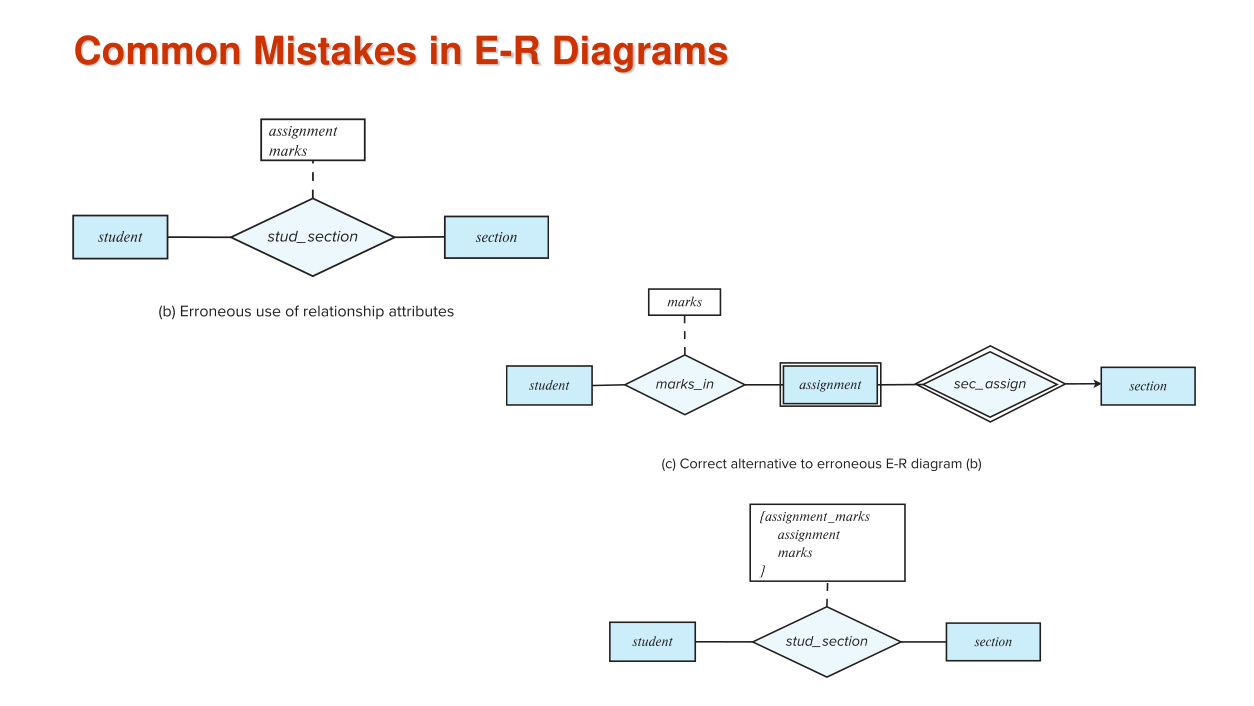 Common Mistakes in E-R Diagrams
assignment
marks
student
stud_section
section
(b) Erroneous use of relationship attributes
marks
student
marks_in
assignment
sec_assign
section
(c) Correct alternative to erroneous E-R diagram (b)
[assignment_marks
assignment
marks
]
student
stud_section
section